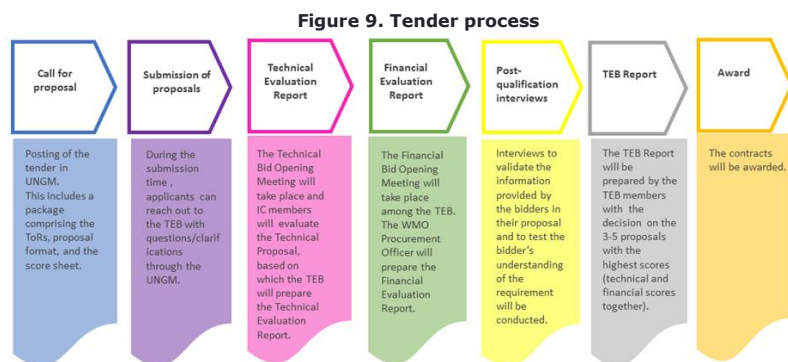 Figure 9. Tender process
Call for
proposal
Submission of
proposals
Technical
Evaluation
Report
Financial
Evaluation
Report
Post-
qualification
interviews
TEB Report
Award
Posting of the
tender in
UNGM.
This includes a
package
comprising the
ToRs, proposal
format, and the
score sheet.
During the
submission
time ,
applicants can
reach out to
the TEB with
questions/clarif
ications
through the
UNGM.
The Technical
Bid Opening
Meeting will
take place and
IC members
will evaluate
the Technical
Proposal,
based on
which the TEB
will prepare
the Technical
Evaluation
Report.
The Financial
Bid Opening
Meeting will
take place
among the TEB.
The WMO
Procurement
Officer will
prepare the
Financial
Evaluation
Report.
Interviews to
validate the
information
provided by
the bidders in
their proposal
and to test the
bidder's
understanding
of the
requirement
will be
conducted.
The TEB Report
will be
prepared by the
TEB members
with the
decision on the
3-5 proposals
with the
highest scores
(technical and
financial scores
together).
The contracts
will be awarded.